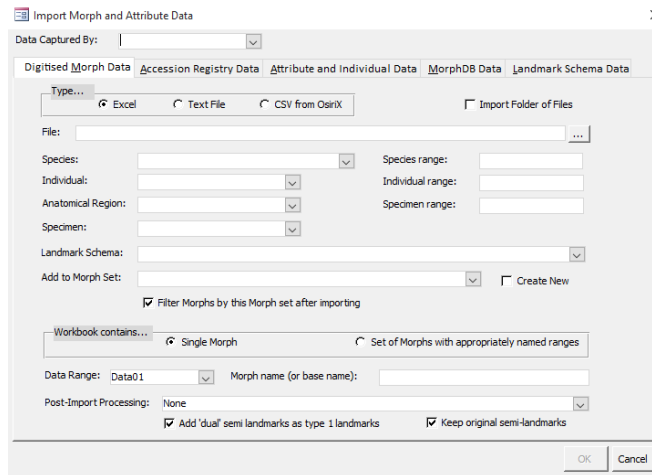 Import Morph and Attribute Data
Data Captured By:
Digitised Morph Data Accession Registry Data Attribute and Individual Data MorphDB Data Landmark Schema Data
Type...
Excel Text File CSV from OsiriX Import Folder of Files
File: ...
Species: Species range:
Individual: Individual range:
Anatomical Region: Specimen range:
Specimen:
Landmark Schema:
Add to Morph Set: Create New
Filter Morphs by this Morph set after importing
Workbook contains...
Single Morph Set of Morphs with appropriately named ranges
Data Range: Data01 Morph name (or base name):
Post-Import Processing: None
Add 'dual' semi landmarks as type 1 landmarks Keep original semi-landmarks
OK Cancel